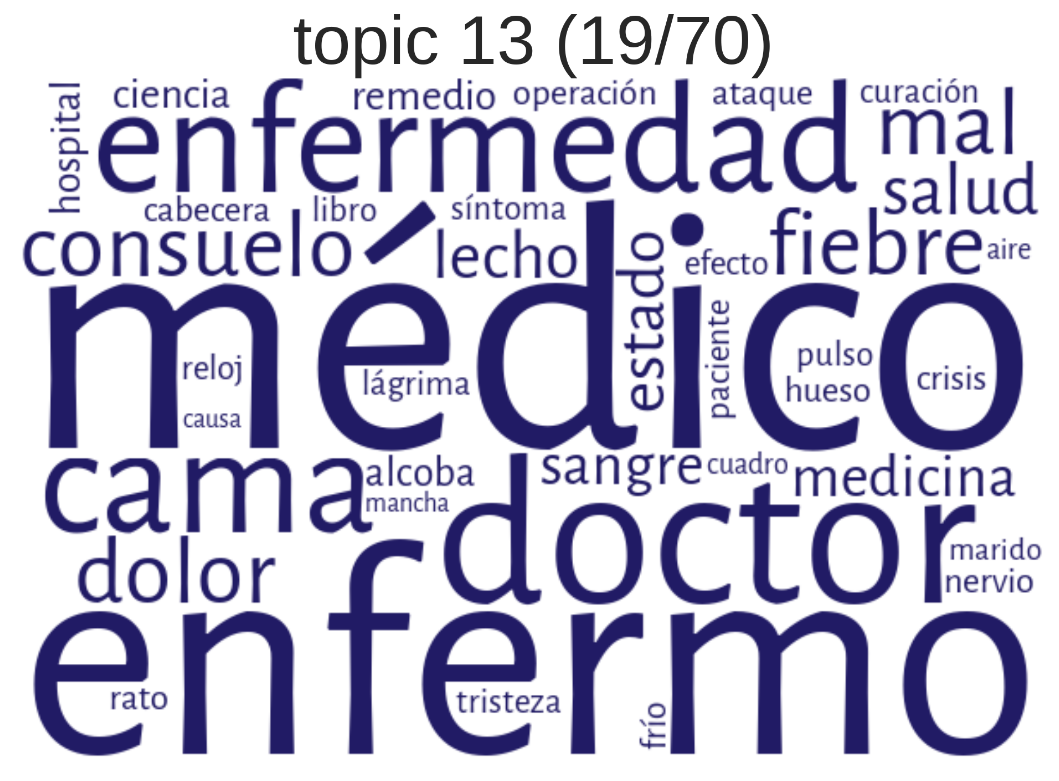 topic 13 (19/70)
hospital
ciencia
remedio
operación
ataque
curación
enfermedad
mal
salud
cabecera
libro
síntoma
consuelo
lecho
estado
efecto
fiebre
aire
médico
reloj
causa
lágrima
paciente
pulso
hueso
crisis
cama
alcoba
mancha
sangre
cuadro
medicina
dolor
doctor
marido
nervio
enfermo
rato
tristeza
frío